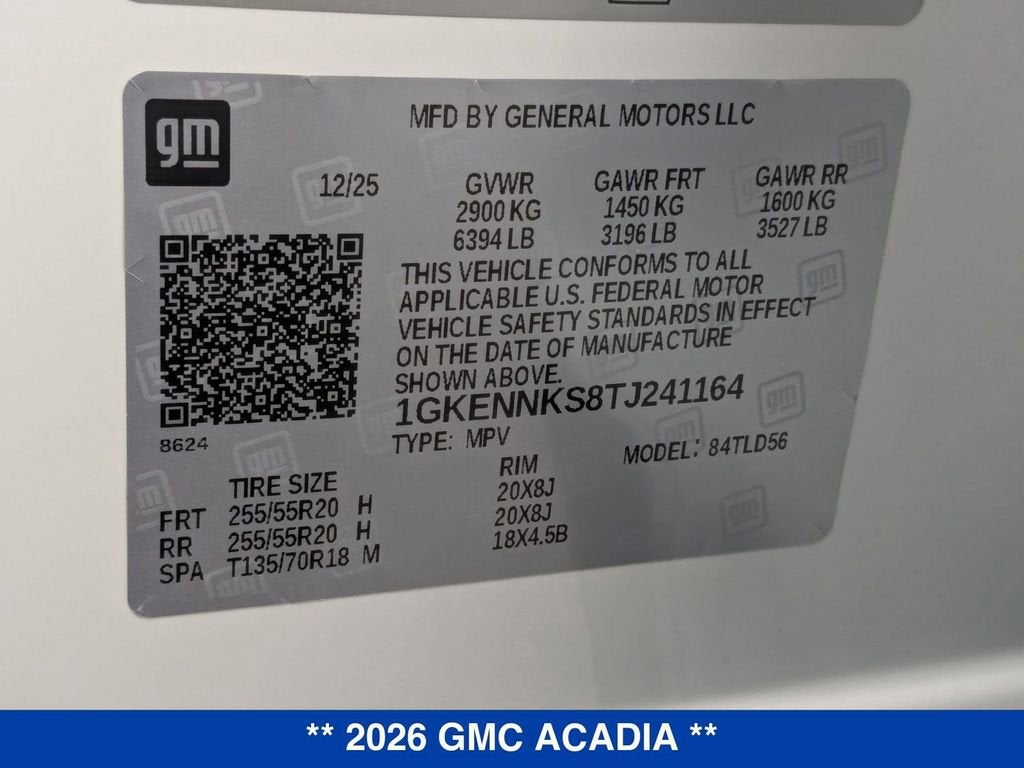 gm
MFD BY GENERAL MOTORS LLC
12/25 GVWR GAWR FRT GAWR RR
2900 KG 1450 KG 1600 KG
6394 LB 3196 LB 3527 LB
THIS VEHICLE CONFORMS TO ALL
APPLICABLE U.S. FEDERAL MOTOR
VEHICLE SAFETY STANDARDS IN EFFECT
ON THE DATE OF MANUFACTURE
SHOWN ABOVE.
1GKENNKS8TJ241164
8624
TYPE: MPV MODEL: 84TLD56
TIRE SIZE RIM
FRT 255/55R20 H 20X8J
RR 255/55R20 H 20X8J
SPA T135/70R18 M 18X4.5B
** 2026 GMC ACADIA **